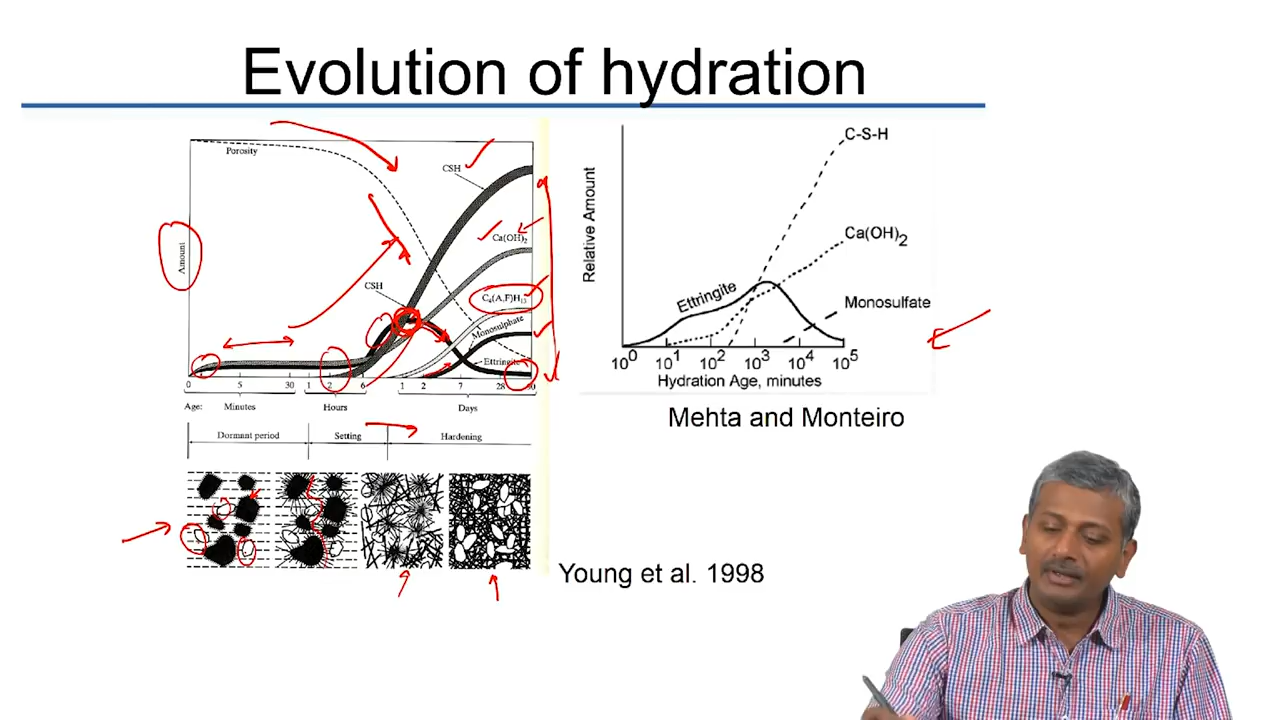 Evolution of hydration
Porosity
CSH
Ca(OH)2
CSH
C4(A,F)H13
Monosulphate
Ettringite
Amount
0 5 30 1 2 6 1 2 7 28 90
Age: Minutes Hours Days
Dormant period Setting Hardening
Young et al. 1998
C-S-H
Ca(OH)2
Ettringite
Monosulfate
Relative Amount
10^0 10^1 10^2 10^3 10^4 10^5
Hydration Age, minutes
Mehta and Monteiro